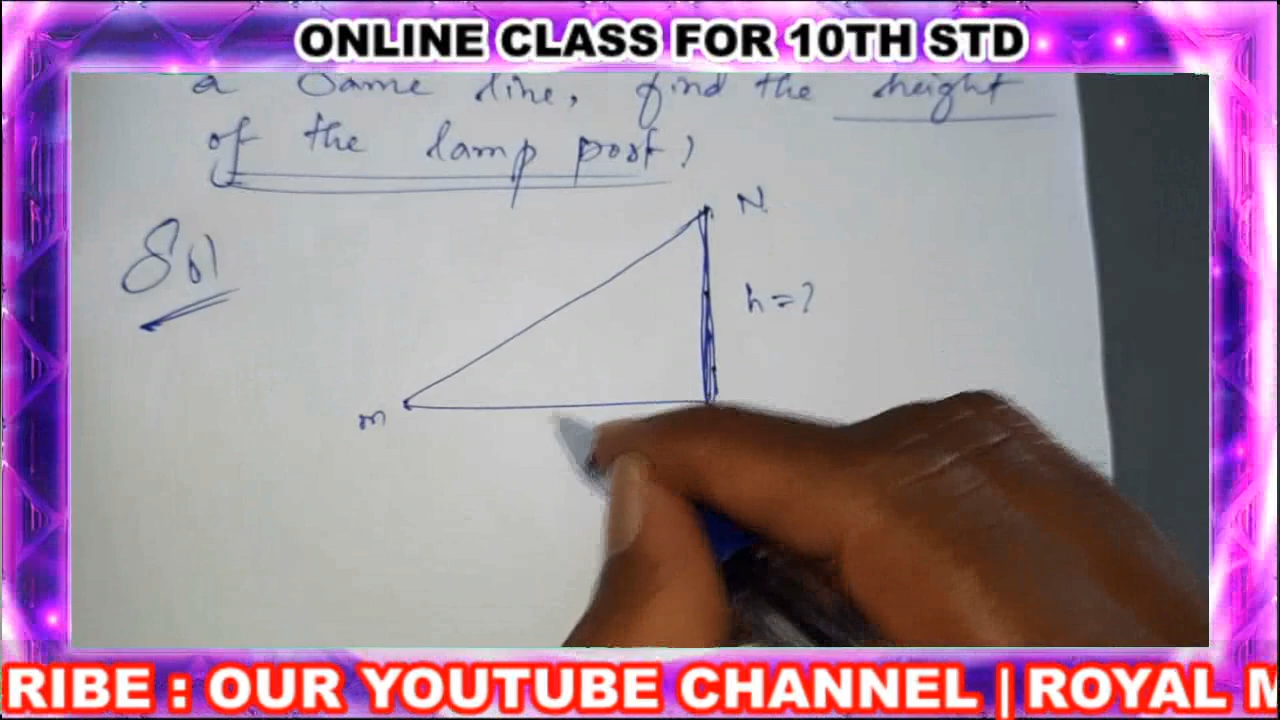 ONLINE CLASS FOR 10TH STD
a same line, find the height
of the lamp post?
Sol
N
h = ?
m
RIBE : OUR YOUTUBE CHANNEL | ROYAL M